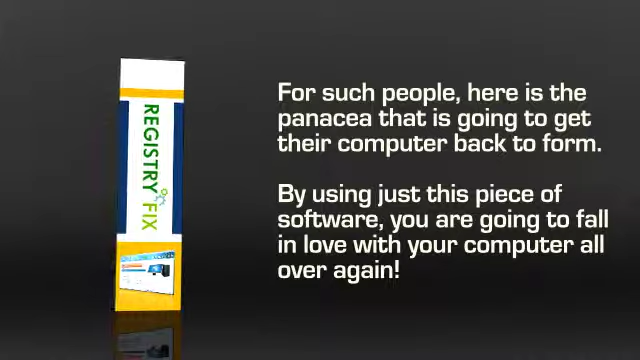 REGISTRY FIX
For such people, here is the
panacea that is going to get
their computer back to form.
By using just this piece of
software, you are going to fall
in love with your computer all
over again!